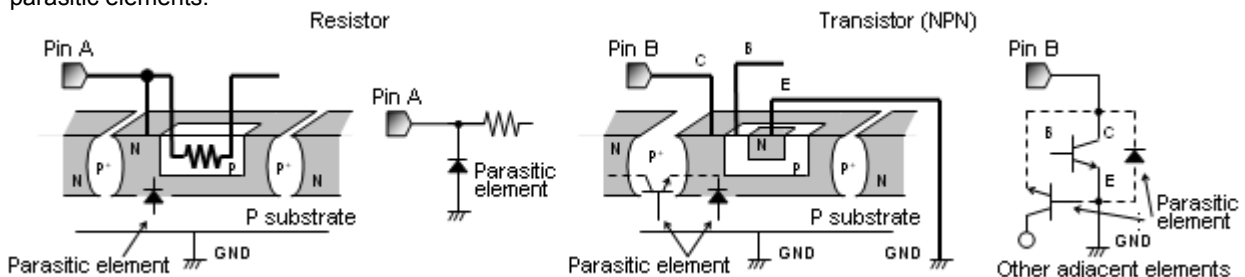 parasitic elements.
Resistor
Transistor (NPN)
Pin A
Pin A
Parasitic
element
N
N
P+
P
P+
N
P substrate
Parasitic element
GND
Pin B
C
B
E
N
P+
N
P
P+
N
P substrate
Parasitic element
GND
GND
Pin B
B
C
E
Parasitic
element
GND
Other adjacent elements